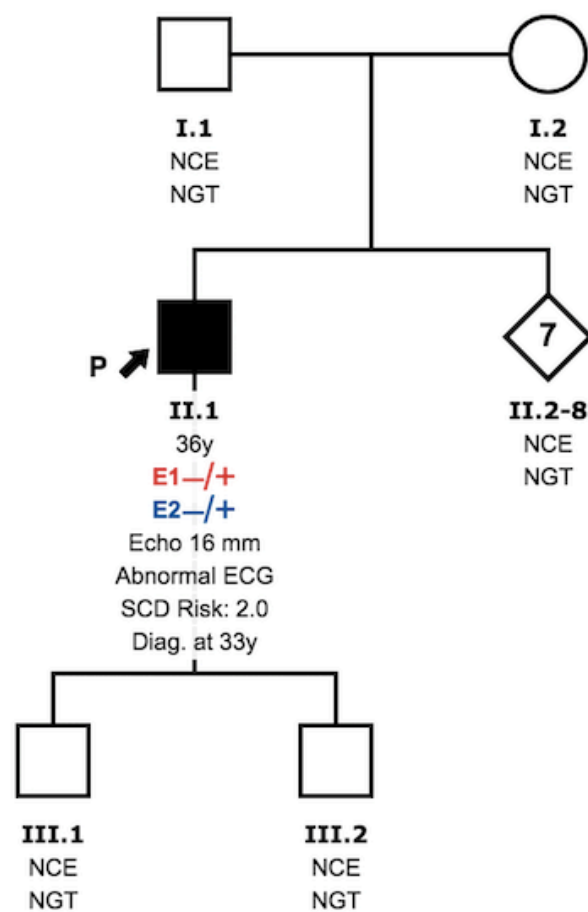 I.1
NCE
NGT
I.2
NCE
NGT
P
II.1
36y
E1—/+
E2—/+
Echo 16 mm
Abnormal ECG
SCD Risk: 2.0
Diag. at 33y
7
II.2-8
NCE
NGT
III.1
NCE
NGT
III.2
NCE
NGT